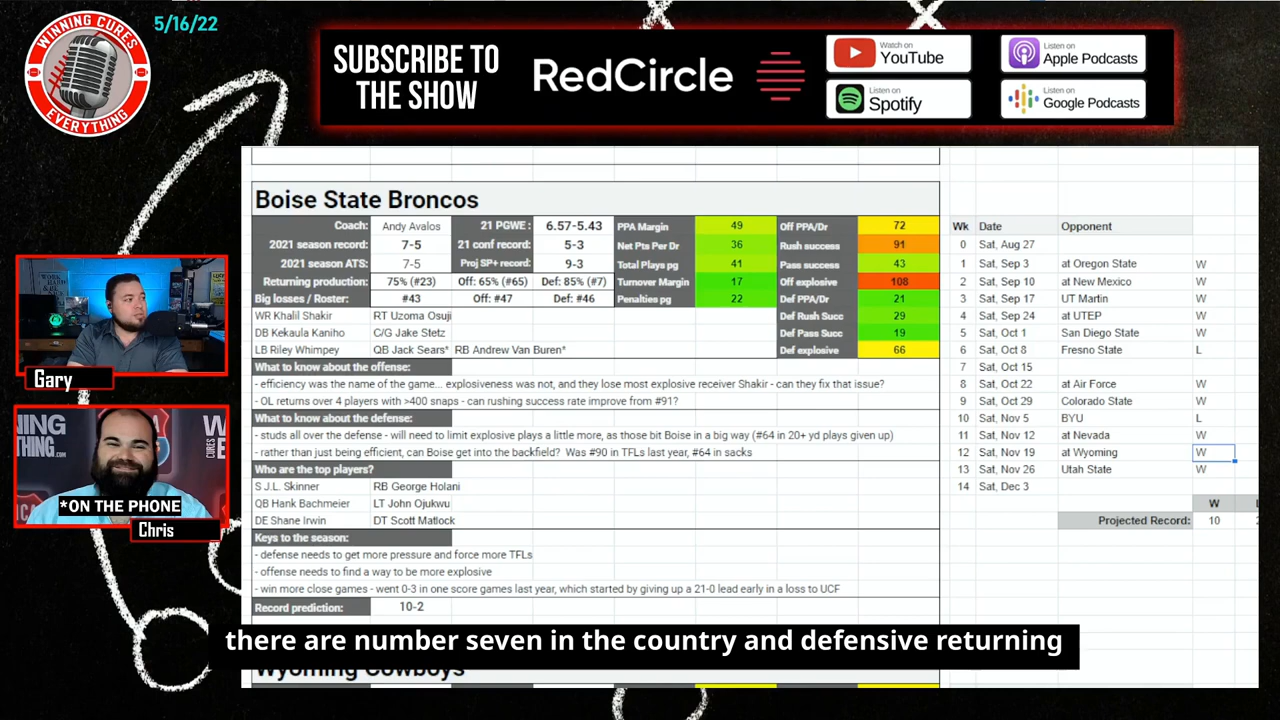 5/16/22
WINNING CURES
EVERYTHING
SUBSCRIBE TO
THE SHOW
RedCircle
Watch on
YouTube
Listen on
Apple Podcasts
Listen on
Spotify
Listen on
Google Podcasts
Boise State Broncos
Coach: Andy Avalos 21 PGWE : 6.57-5.43 PPA Margin 49 Off PPA/Dr 72
2021 season record: 7-5 21 conf record: 5-3 Net Pts Per Dr 36 Rush success 91
2021 season ATS: 7-5 Proj SP+ record: 9-3 Total Plays pg 41 Pass success 43
Returning production: 75% (#23) Off: 65% (#65) Def: 85% (#7) Turnover Margin 17 Off explosive 108
Big losses / Roster: #43 Off: #47 Def: #46 Penalties pg 22 Def PPA/Dr 21
WR Khalil Shakir RT Uzoma Osuji Def Rush Succ 29
DB Kekaula Kaniho C/G Jake Stetz Def Pass Succ 19
LB Riley Whimpey QB Jack Sears* RB Andrew Van Buren* Def explosive 66
What to know about the offense:
- efficiency was the name of the game... explosiveness was not, and they lose most explosive receiver Shakir - can they fix that issue?
- OL returns over 4 players with >400 snaps - can rushing success rate improve from #91?
What to know about the defense:
- studs all over the defense - will need to limit explosive plays a little more, as those bit Boise in a big way (#64 in 20+ yd plays given up)
- rather than just being efficient, can Boise get into the backfield? Was #90 in TFLs last year, #64 in sacks
Who are the top players?
S J.L. Skinner RB George Holani
QB Hank Bachmeier LT John Ojukwu
DE Shane Irwin DT Scott Matlock
Keys to the season:
- defense needs to get more pressure and force more TFLs
- offense needs to find a way to be more explosive
- win more close games - went 0-3 in one score games last year, which started by giving up a 21-0 lead early in a loss to UCF
Record prediction: 10-2
Wyoming Cowboys
Wk Date Opponent
0 Sat, Aug 27
1 Sat, Sep 3 at Oregon State W
2 Sat, Sep 10 at New Mexico W
3 Sat, Sep 17 UT Martin W
4 Sat, Sep 24 at UTEP W
5 Sat, Oct 1 San Diego State W
6 Sat, Oct 8 Fresno State L
7 Sat, Oct 15
8 Sat, Oct 22 at Air Force W
9 Sat, Oct 29 Colorado State W
10 Sat, Nov 5 BYU L
11 Sat, Nov 12 at Nevada W
12 Sat, Nov 19 at Wyoming W
13 Sat, Nov 26 Utah State W
14 Sat, Dec 3
W
Projected Record: 10
Gary
*ON THE PHONE
Chris
there are number seven in the country and defensive returning